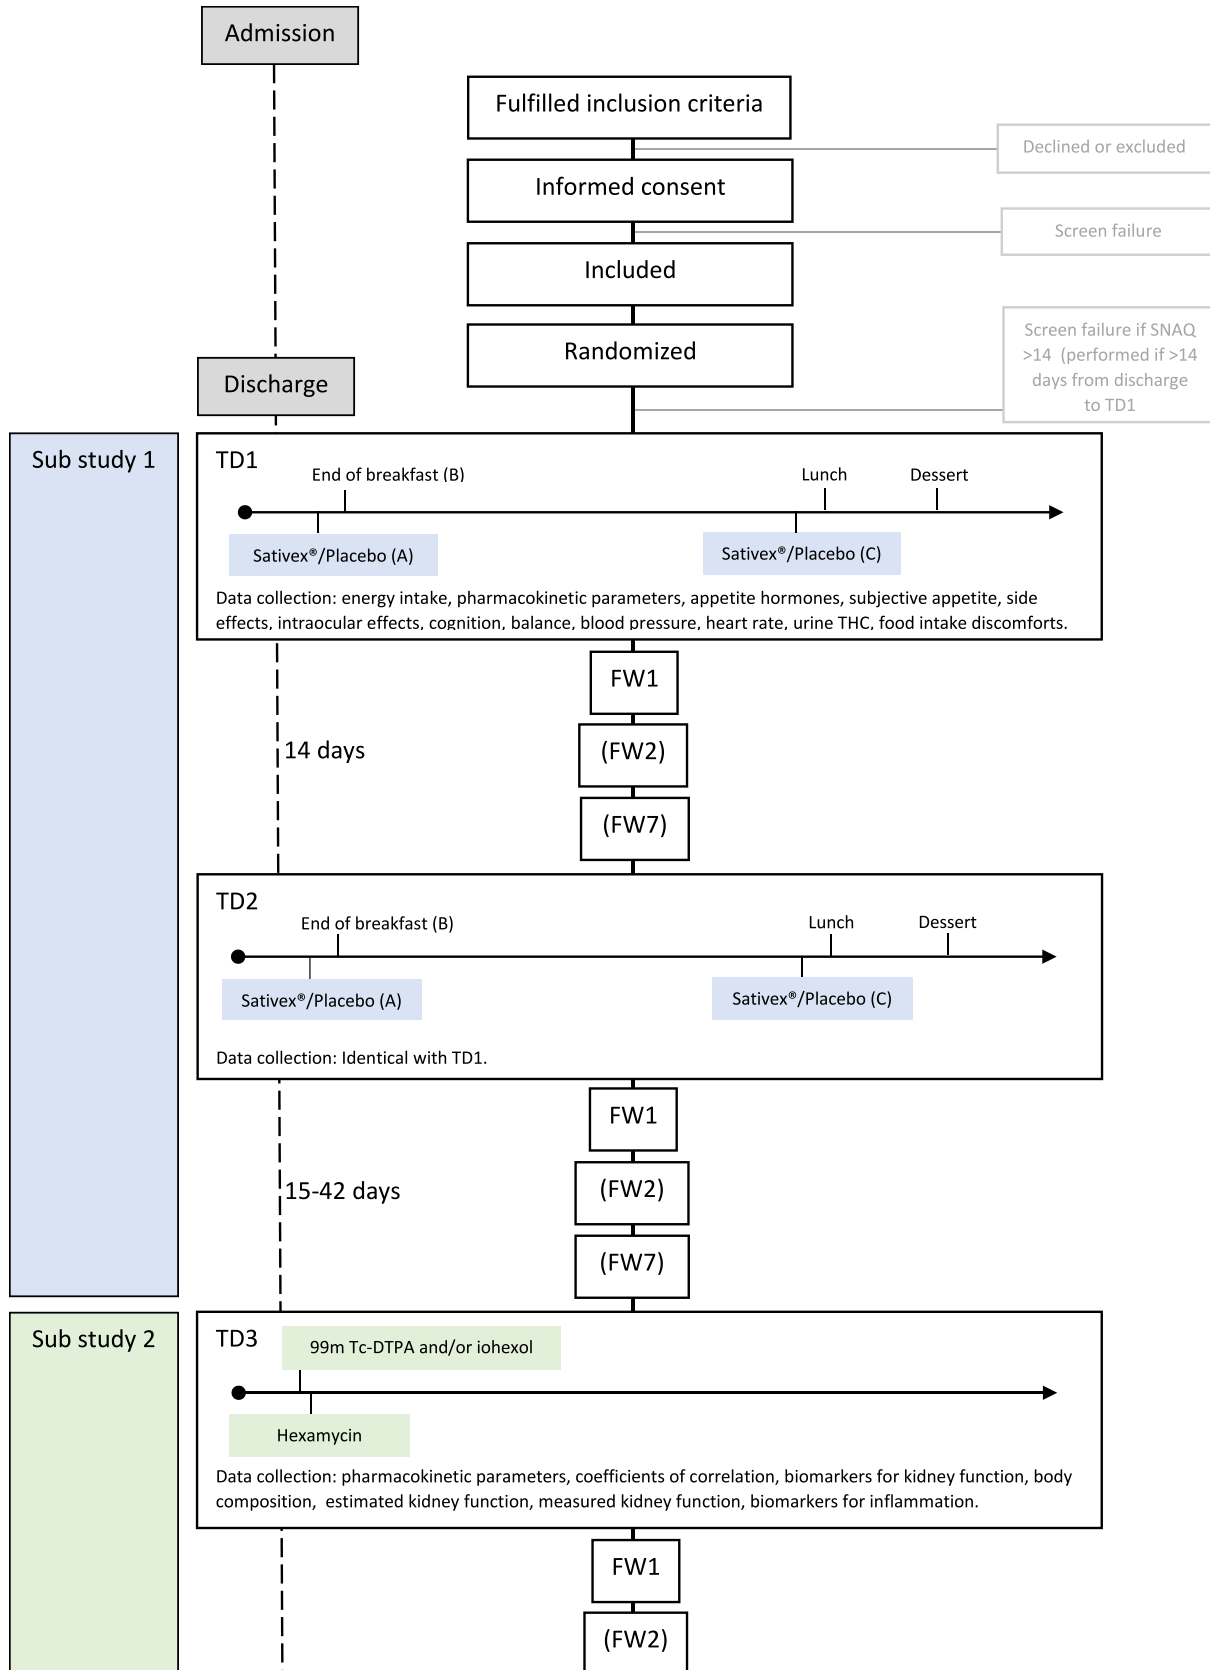 Admission
Fulfilled inclusion criteria
Declined or excluded
Informed consent
Screen failure
Included
Randomized
Screen failure if SNAQ
>14 (performed if >14
days from discharge
to TD1
Discharge
Sub study 1
TD1
End of breakfast (B)
Lunch
Dessert
Sativex®/Placebo (A)
Sativex®/Placebo (C)
Data collection: energy intake, pharmacokinetic parameters, appetite hormones, subjective appetite, side
effects, intraocular effects, cognition, balance, blood pressure, heart rate, urine THC, food intake discomforts.
FW1
(FW2)
14 days
(FW7)
TD2
End of breakfast (B)
Lunch
Dessert
Sativex®/Placebo (A)
Sativex®/Placebo (C)
Data collection: Identical with TD1.
FW1
(FW2)
15-42 days
(FW7)
Sub study 2
TD3
99m Tc-DTPA and/or iohexol
Hexamycin
Data collection: pharmacokinetic parameters, coefficients of correlation, biomarkers for kidney function, body
composition, estimated kidney function, measured kidney function, biomarkers for inflammation.
FW1
(FW2)